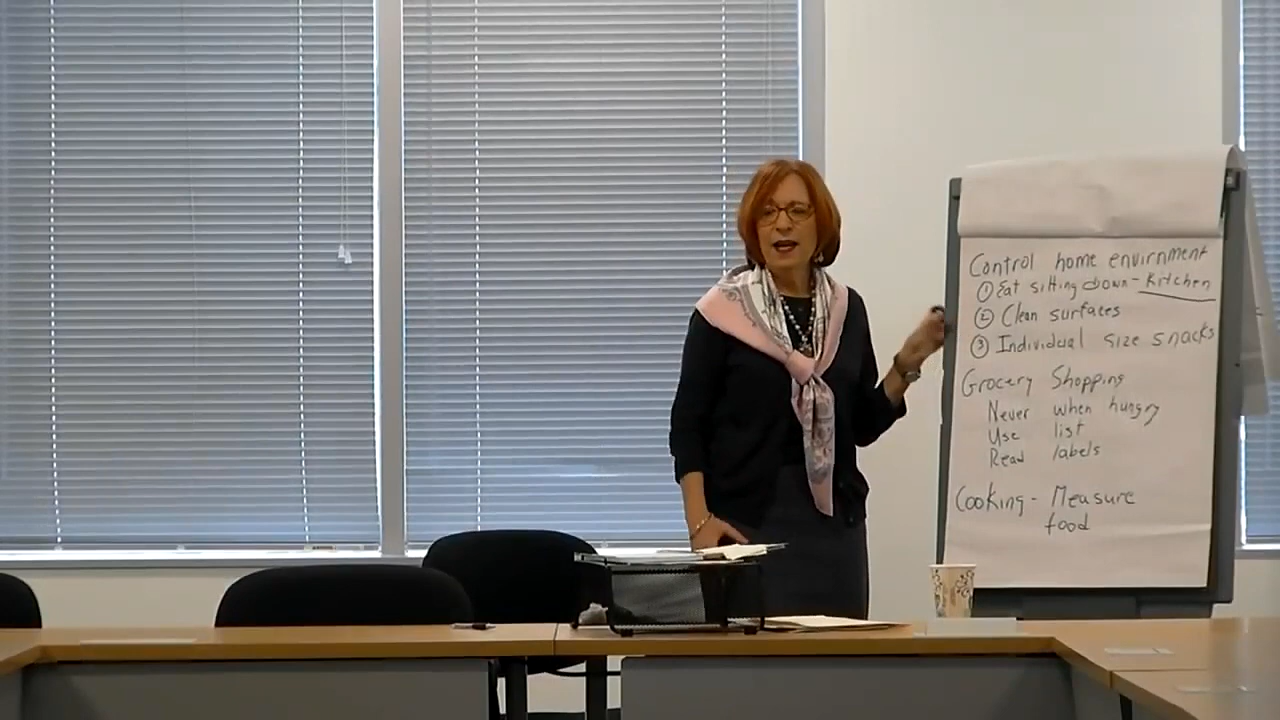 Control home envirnment
① Eat sitting down - Kitchen
② Clean surfaces
③ Individual size snacks
Grocery Shopping
Never when hungry
Use list
Read labels
Cooking - Measure
food